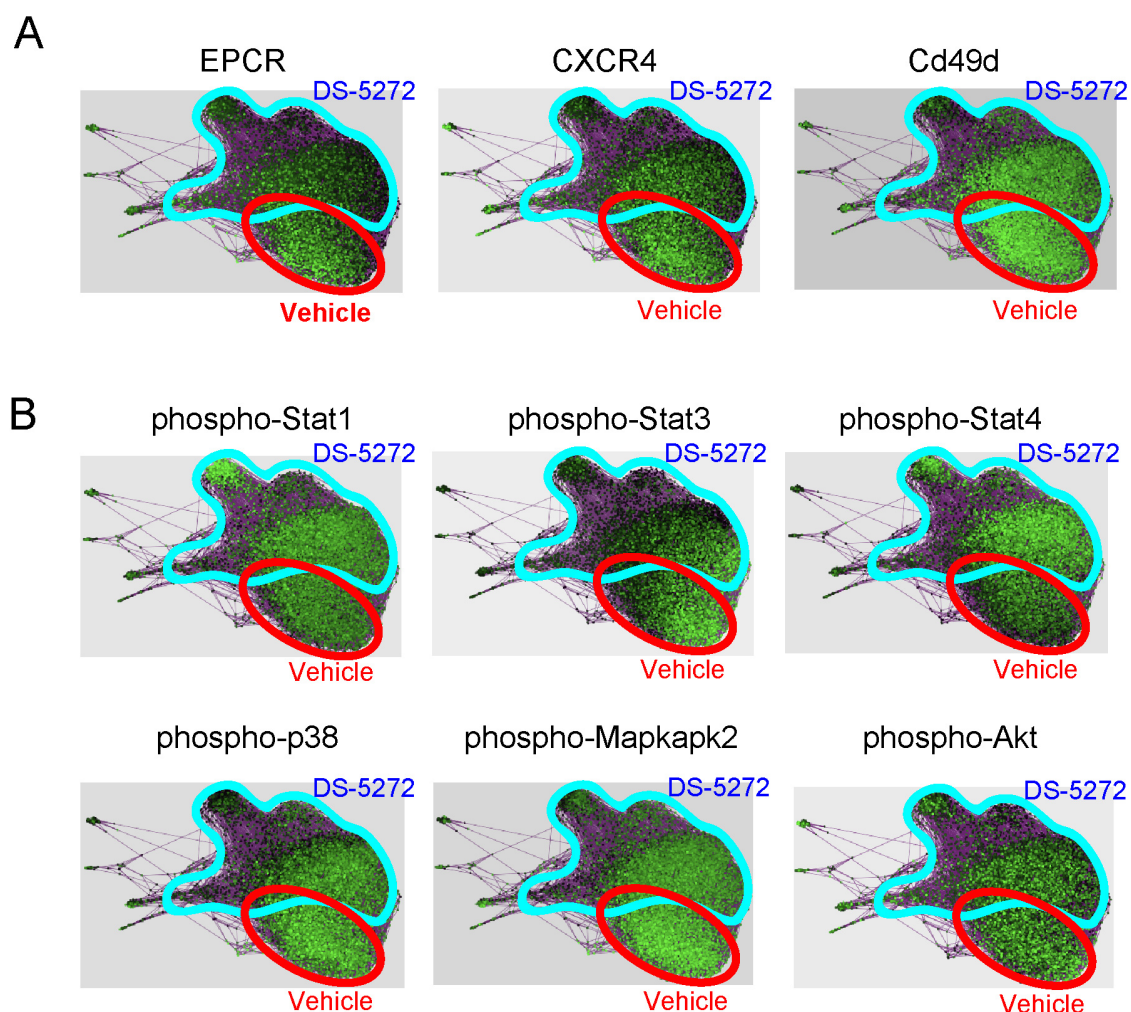 A
EPCR
CXCR4
Cd49d
DS-5272
DS-5272
DS-5272
Vehicle
Vehicle
Vehicle
B
phospho-Stat1
phospho-Stat3
phospho-Stat4
DS-5272
DS-5272
DS-5272
Vehicle
Vehicle
Vehicle
phospho-p38
phospho-Mapkapk2
phospho-Akt
DS-5272
DS-5272
DS-5272
Vehicle
Vehicle
Vehicle